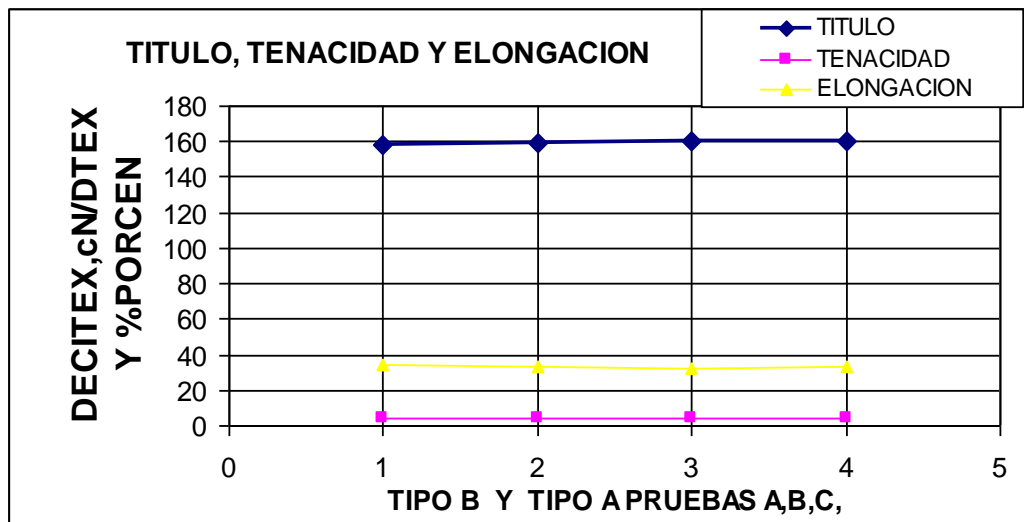 TITULO, TENACIDAD Y ELONGACION
TITULO
TENACIDAD
ELONGACION
DECITEX,cN/DTEX
Y %PORCEN
180
160
140
120
100
80
60
40
20
0
0 1 2 3 4 5
TIPO B Y TIPO A PRUEBAS A,B,C,